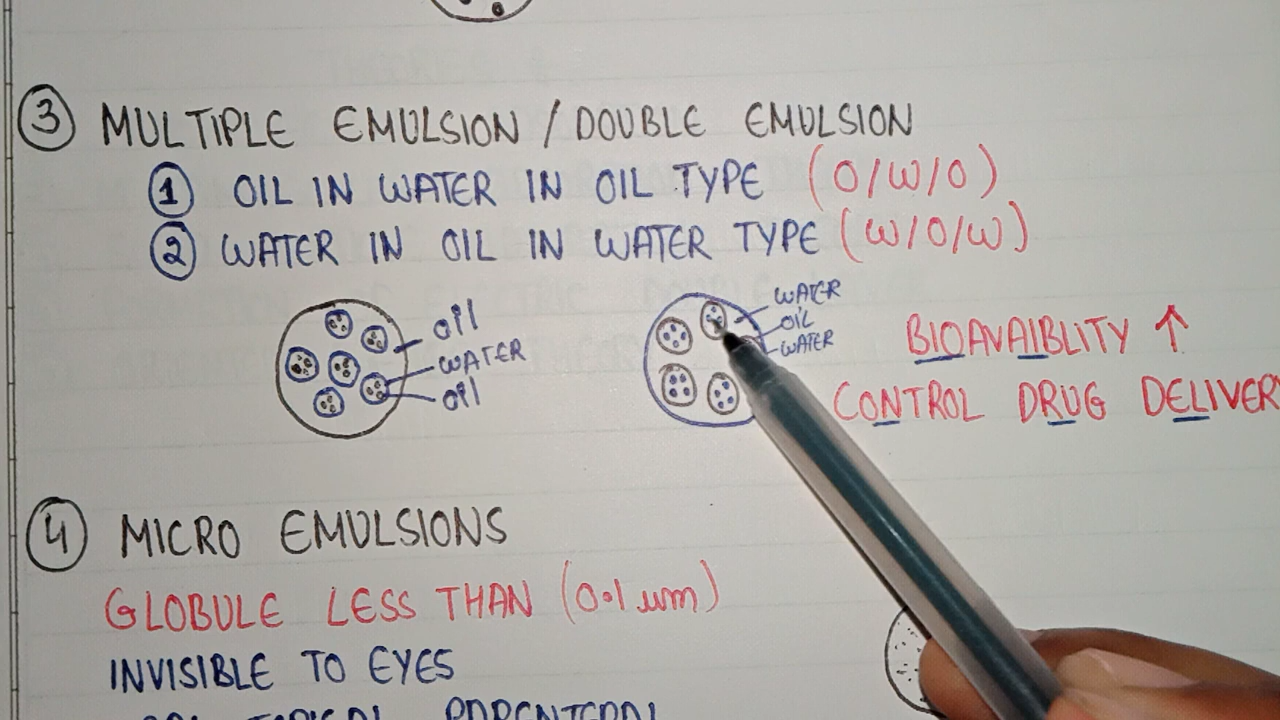 3 MULTIPLE EMULSION / DOUBLE EMULSION
1 OIL IN WATER IN OIL TYPE (O/W/O)
2 WATER IN OIL IN WATER TYPE (W/O/W)
OIL
WATER
OIL
WATER
OIL
WATER
BIOAVAIBLITY ↑
CONTROL DRUG DELIVER
4 MICRO EMULSIONS
GLOBULE LESS THAN (0.1 um)
INVISIBLE TO EYES
TOPICAL PARENTERAL